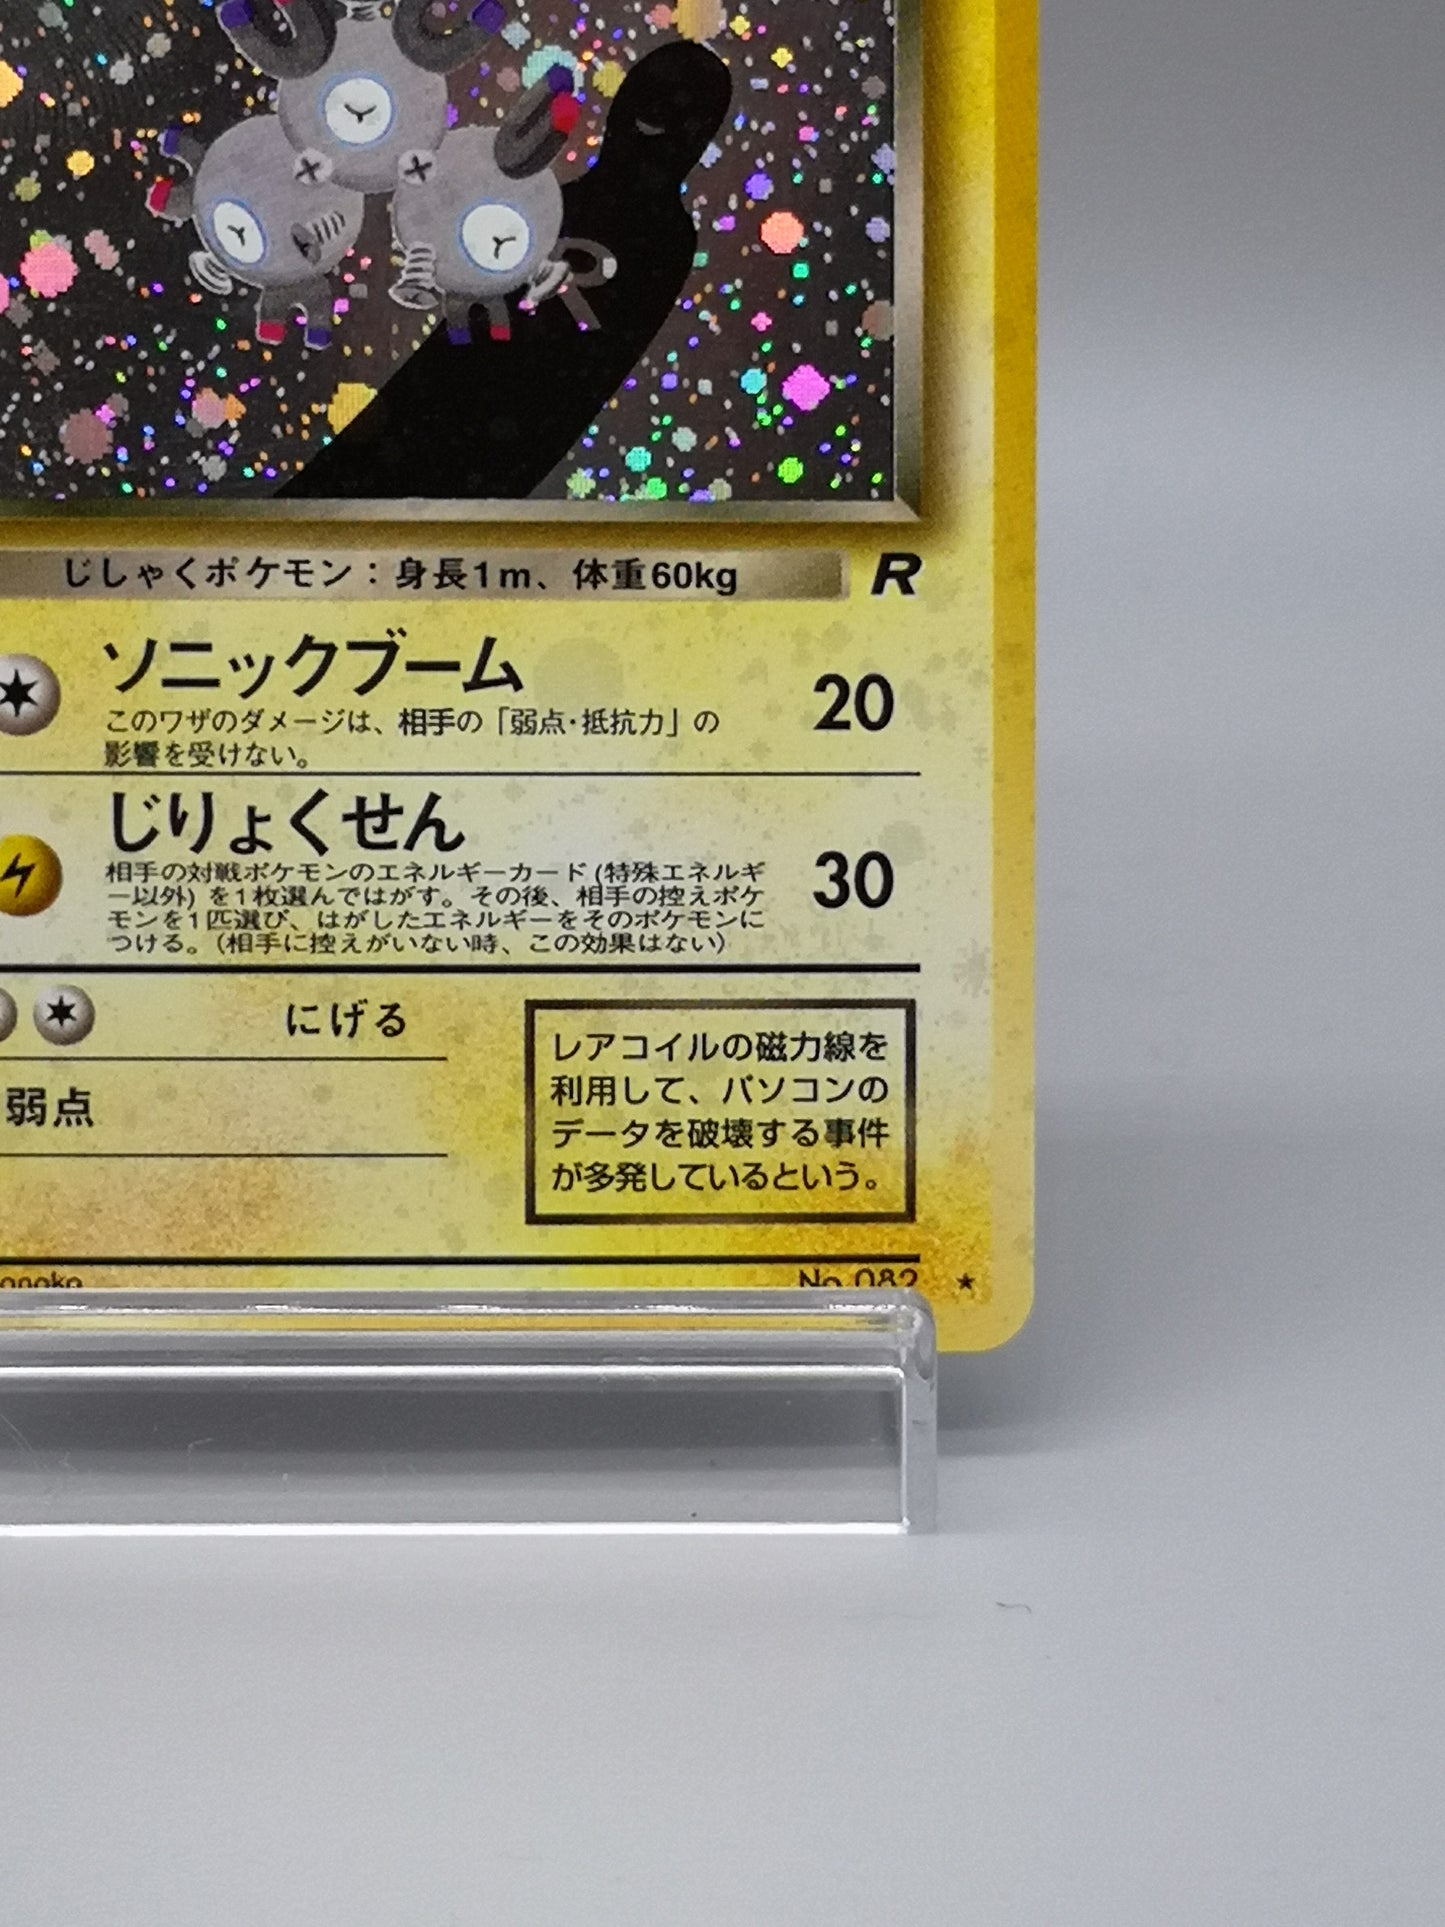 じしゃくポケモン：身長1m、体重60kg R
ソニックブーム 20
このワザのダメージは、相手の「弱点・抵抗力」の
影響を受けない。
じりょくせん 30
相手の対戦ポケモンのエネルギーカード(特殊エネルギ
ー以外)を1枚選んではがす。その後、相手の控えポケ
モンを1匹選び、はがしたエネルギーをそのポケモンに
つける。(相手に控えがいない時、この効果はない)
にげる
弱点
レアコイルの磁力線を
利用して、パソコンの
データを破壊する事件
が多発しているという。
No.082 ★